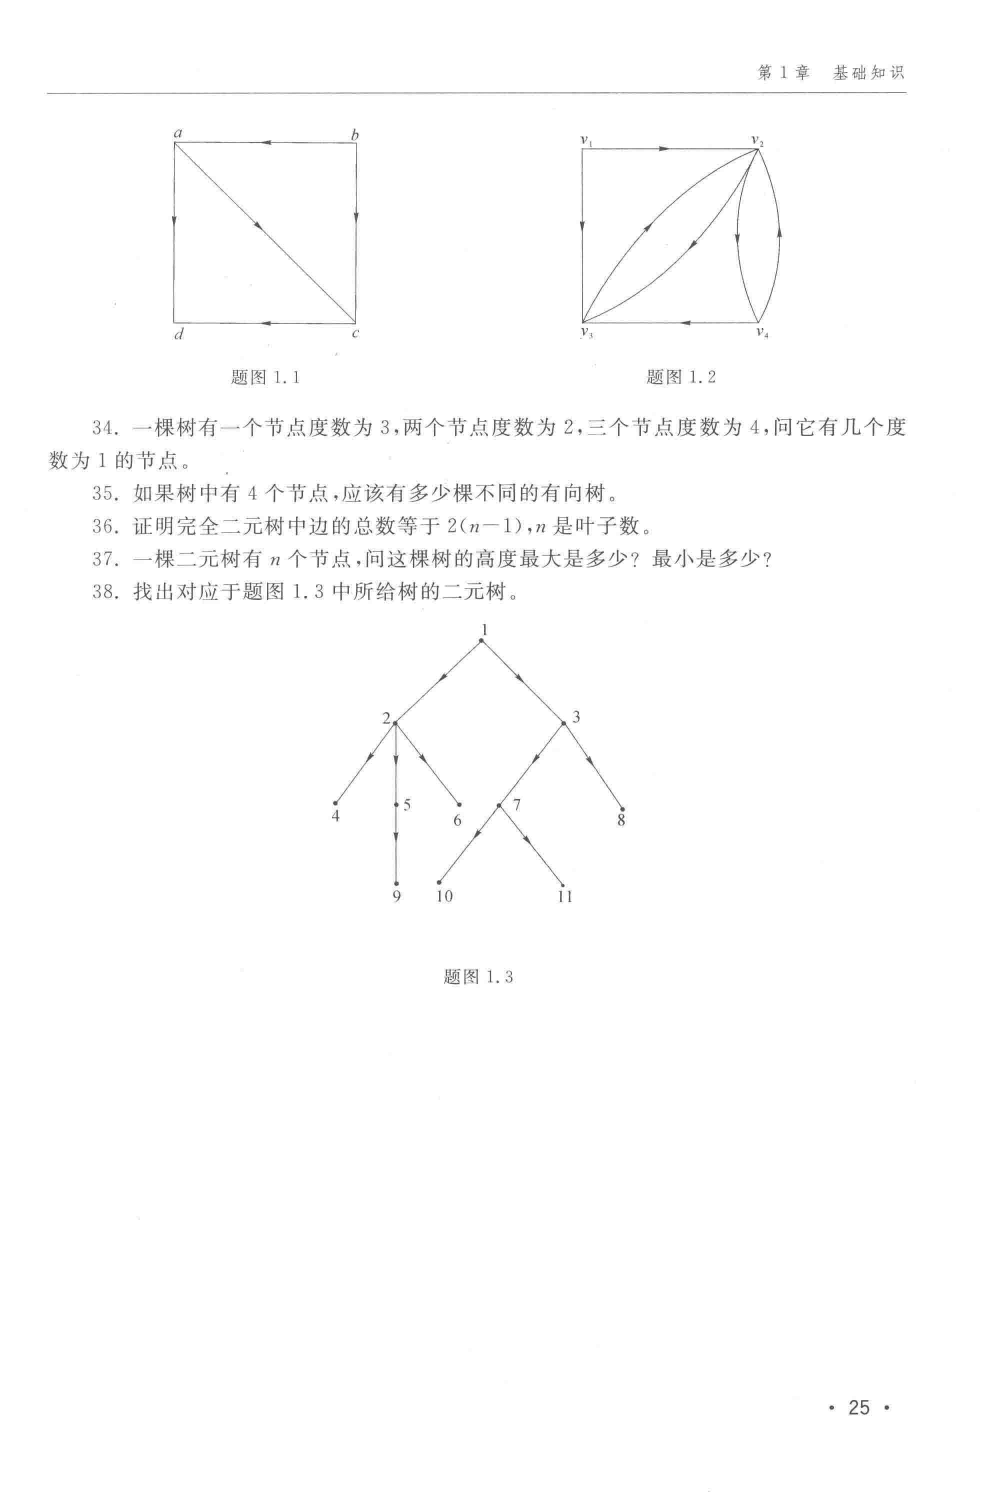 第 1 章　基础知识
a
b
d
c
题图 1.1
v₁
v₂
v₃
v₄
题图 1.2
34. 一棵树有一个节点度数为 3,两个节点度数为 2,三个节点度数为 4,问它有几个度
数为 1 的节点。
35. 如果树中有 4 个节点,应该有多少棵不同的有向树。
36. 证明完全二元树中边的总数等于 2(n－1),n 是叶子数。
37. 一棵二元树有 n 个节点,问这棵树的高度最大是多少? 最小是多少?
38. 找出对应于题图 1.3 中所给树的二元树。
1
2
3
4
5
6
7
8
9
10
11
题图 1.3
· 25 ·